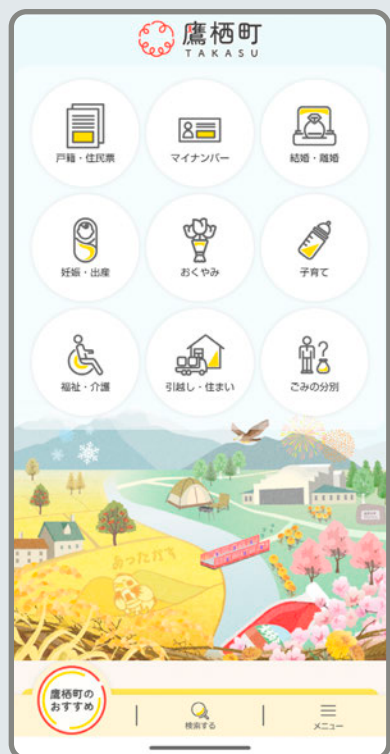 鷹栖町
TAKASU
戸籍・住民票
マイナンバー
結婚・離婚
妊娠・出産
おくやみ
子育て
福祉・介護
引越し・住まい
ごみの分別
あったかす
鷹栖町の
おすすめ
検索する
メニュー